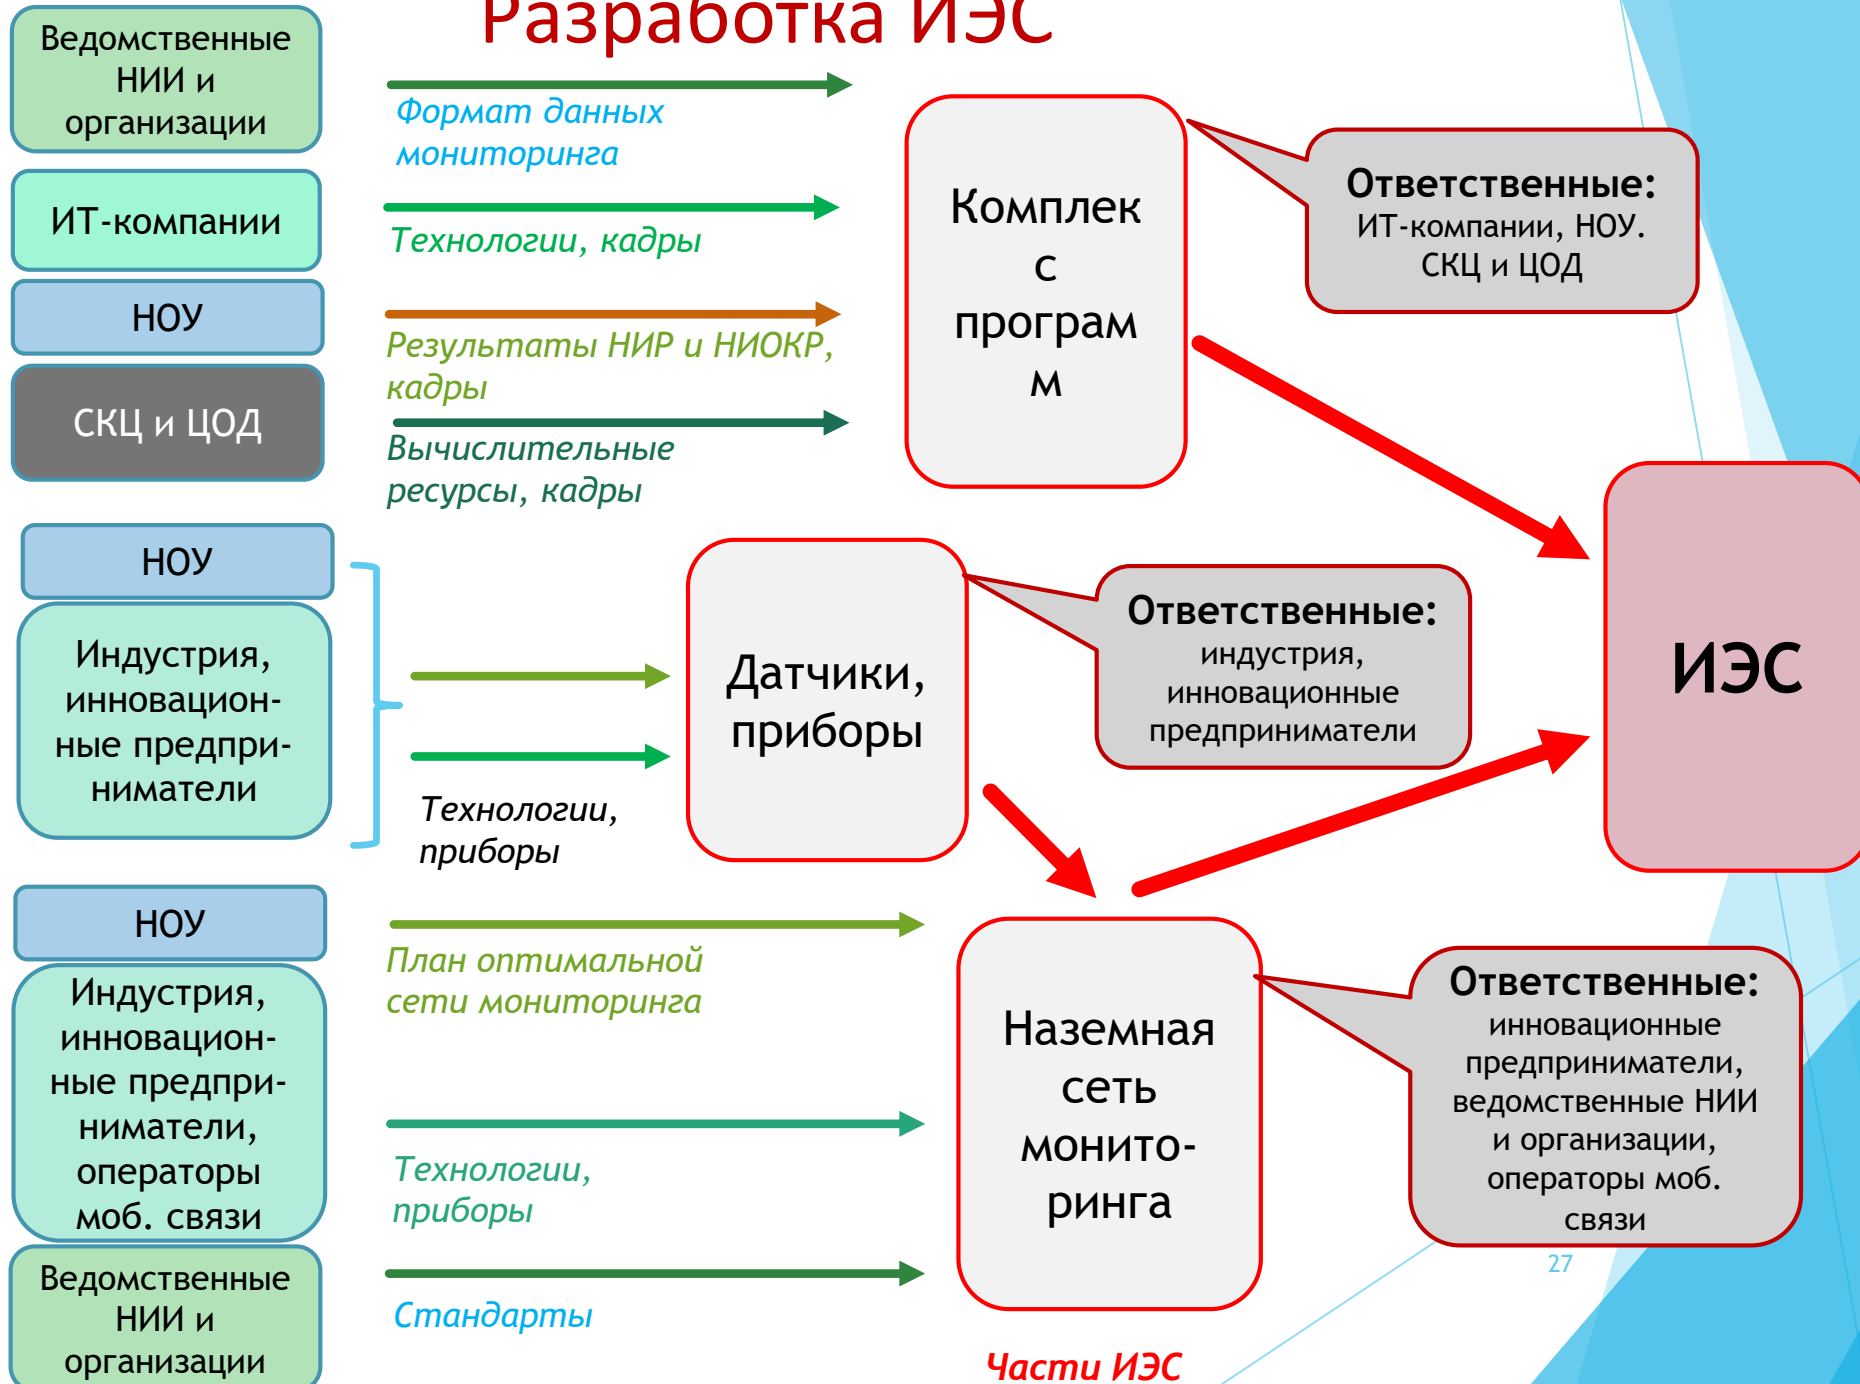 Разработка ИЭС
Ведомственные
НИИ и
организации
ИТ-компании
НОУ
СКЦ и ЦОД
Формат данных
мониторинга
Технологии, кадры
Результаты НИР и НИОКР,
кадры
Вычислительные
ресурсы, кадры
Комплек
с
програм
м
Ответственные:
ИТ-компании, НОУ.
СКЦ и ЦОД
НОУ
Индустрия,
инновацион-
ные предпри-
ниматели
Технологии,
приборы
Датчики,
приборы
Ответственные:
индустрия,
инновационные
предприниматели
ИЭС
НОУ
Индустрия,
инновацион-
ные предпри-
ниматели,
операторы
моб. связи
Ведомственные
НИИ и
организации
План оптимальной
сети мониторинга
Технологии,
приборы
Стандарты
Наземная
сеть
монито-
ринга
Ответственные:
инновационные
предприниматели,
ведомственные НИИ
и организации,
операторы моб.
связи
27
Части ИЭС